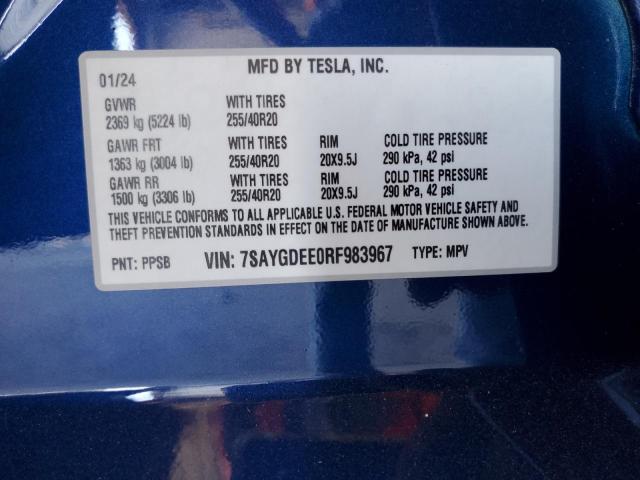 MFD BY TESLA, INC.
01/24
GVWR WITH TIRES
2369 kg (5224 lb) 255/40R20
GAWR FRT WITH TIRES RIM COLD TIRE PRESSURE
1363 kg (3004 lb) 255/40R20 20X9.5J 290 kPa, 42 psi
GAWR RR WITH TIRES RIM COLD TIRE PRESSURE
1500 kg (3306 lb) 255/40R20 20X9.5J 290 kPa, 42 psi
THIS VEHICLE CONFORMS TO ALL APPLICABLE U.S. FEDERAL MOTOR VEHICLE SAFETY AND
THEFT PREVENTION STANDARDS IN EFFECT ON THE DATE OF MANUFACTURE SHOWN ABOVE.
PNT: PPSB VIN: 7SAYGDEE0RF983967 TYPE: MPV